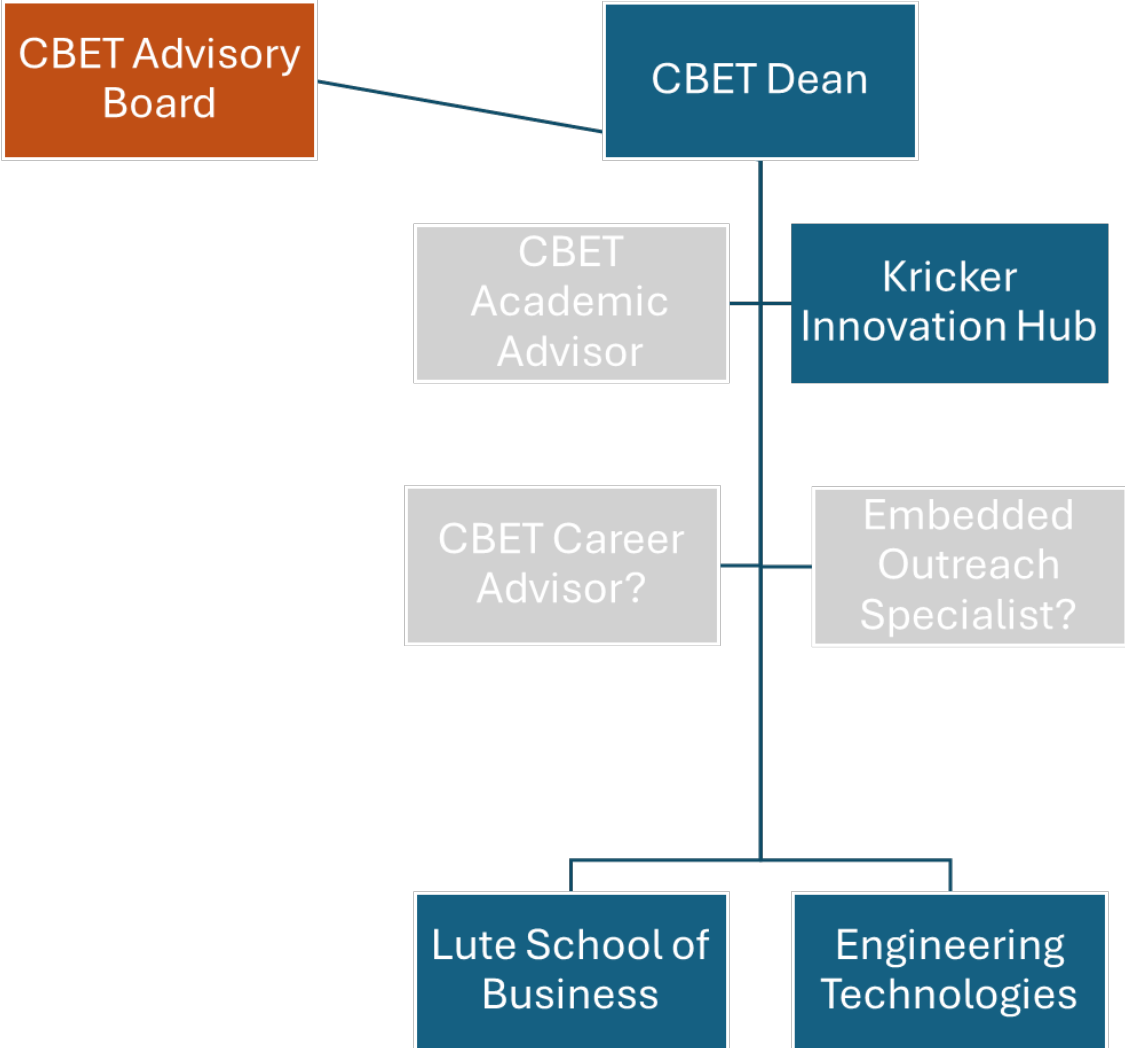 CBET Advisory
Board
CBET Dean
CBET
Academic
Advisor
Kricker
Innovation Hub
CBET Career
Advisor?
Embedded
Outreach
Specialist?
Lute School of
Business
Engineering
Technologies